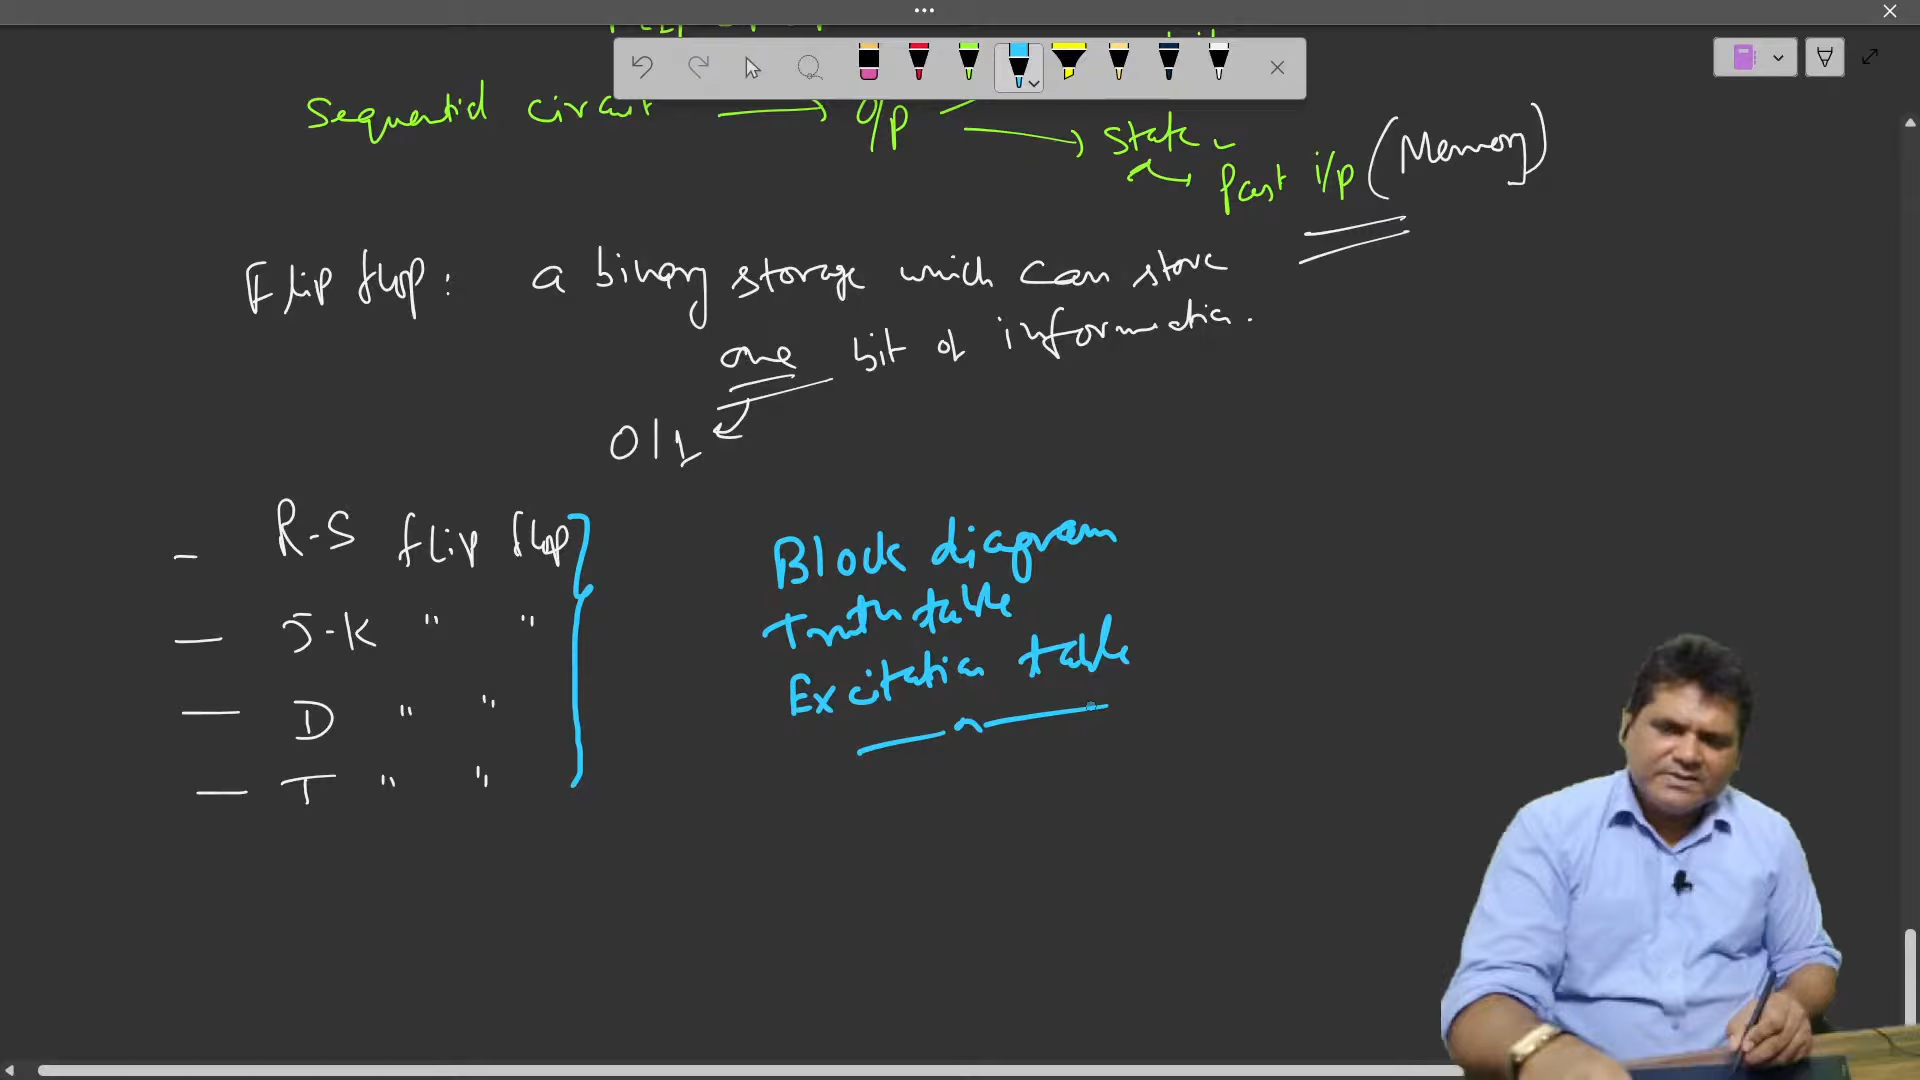 Sequential circuit → o/p
→ state
past i/p (Memory)
Flip flop: a binary storage which can store
one bit of information.
0/1
- R-S flip flop
- J-K " "
- D " "
- T " "
Block diagram
Truth table
Excitation table